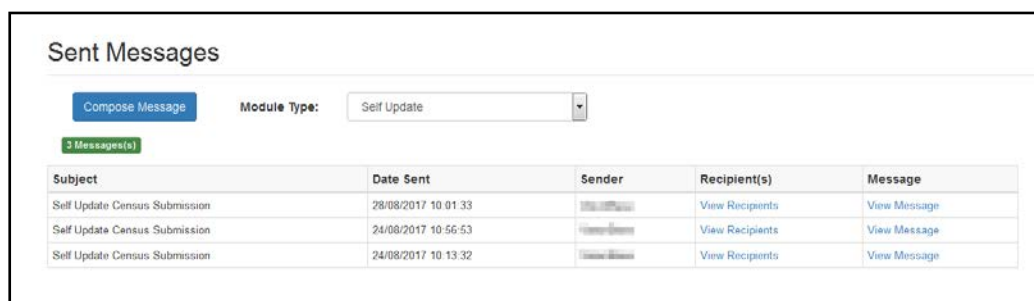 Sent Messages
Compose Message Module Type: Self Update
3 Messages(s)
Subject Date Sent Sender Recipient(s) Message
Self Update Census Submission 28/08/2017 10:01:33 View Recipients View Message
Self Update Census Submission 24/08/2017 10:56:53 View Recipients View Message
Self Update Census Submission 24/08/2017 10:13:32 View Recipients View Message